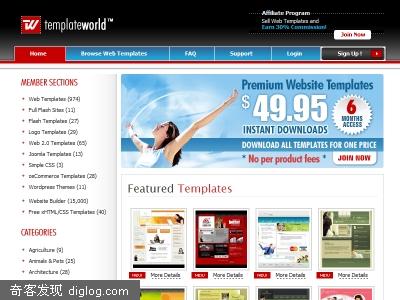 templateworld™
Affiliate Program
Sell Web Templates and
Earn 30% Commission!
Join Now
Home
Browse Web Templates
FAQ
Support
Login
Sign Up !
MEMBER SECTIONS
Web Templates (974)
Full Flash Sites (11)
Flash Templates (27)
Logo Templates (29)
Web 2.0 Templates (65)
Joomla Templates (13)
Simple CSS (3)
osCommerce Templates (28)
Wordpress Themes (11)
Website Builder (15,000)
Free xHTML/CSS Templates (40)
CATEGORIES
Agriculture (9)
Animals & Pets (25)
Architecture (28)
Premium Website Templates
$49.95
INSTANT DOWNLOADS
6
MONTHS
ACCESS
DOWNLOAD ALL TEMPLATES FOR ONE PRICE
* No per product fees *
JOIN NOW
Featured Templates
NEW! More Details
NEW! More Details
NEW! More Details
NEW! More Details
奇客发现 diglog.com